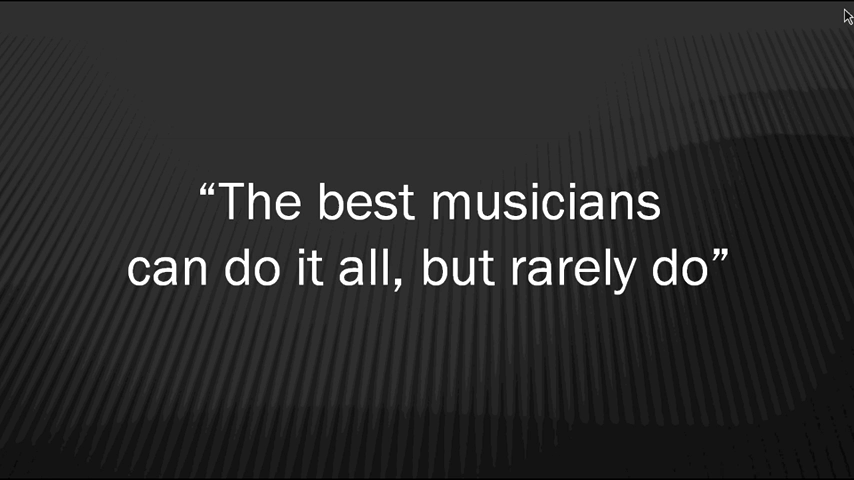 “The best musicians
can do it all, but rarely do”